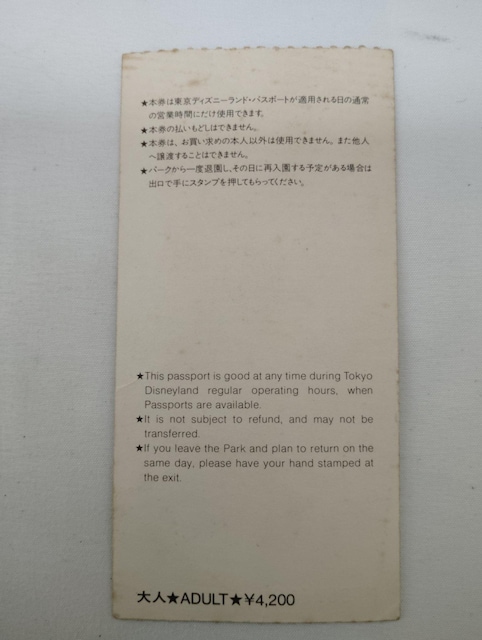 ★本券は東京ディズニーランド・パスポートが適用される日の通常
の営業時間にだけ使用できます。
★本券の払いもどしはできません。
★本券は、お買い求めの本人以外は使用できません。また他人
へ譲渡することはできません。
★パークから一度退園し、その日に再入園する予定がある場合は
出口で手にスタンプを押してもらってください。
★This passport is good at any time during Tokyo
Disneyland regular operating hours, when
Passports are available.
★It is not subject to refund, and may not be
transferred.
★If you leave the Park and plan to return on the
same day, please have your hand stamped at
the exit.
大人★ADULT★¥4,200